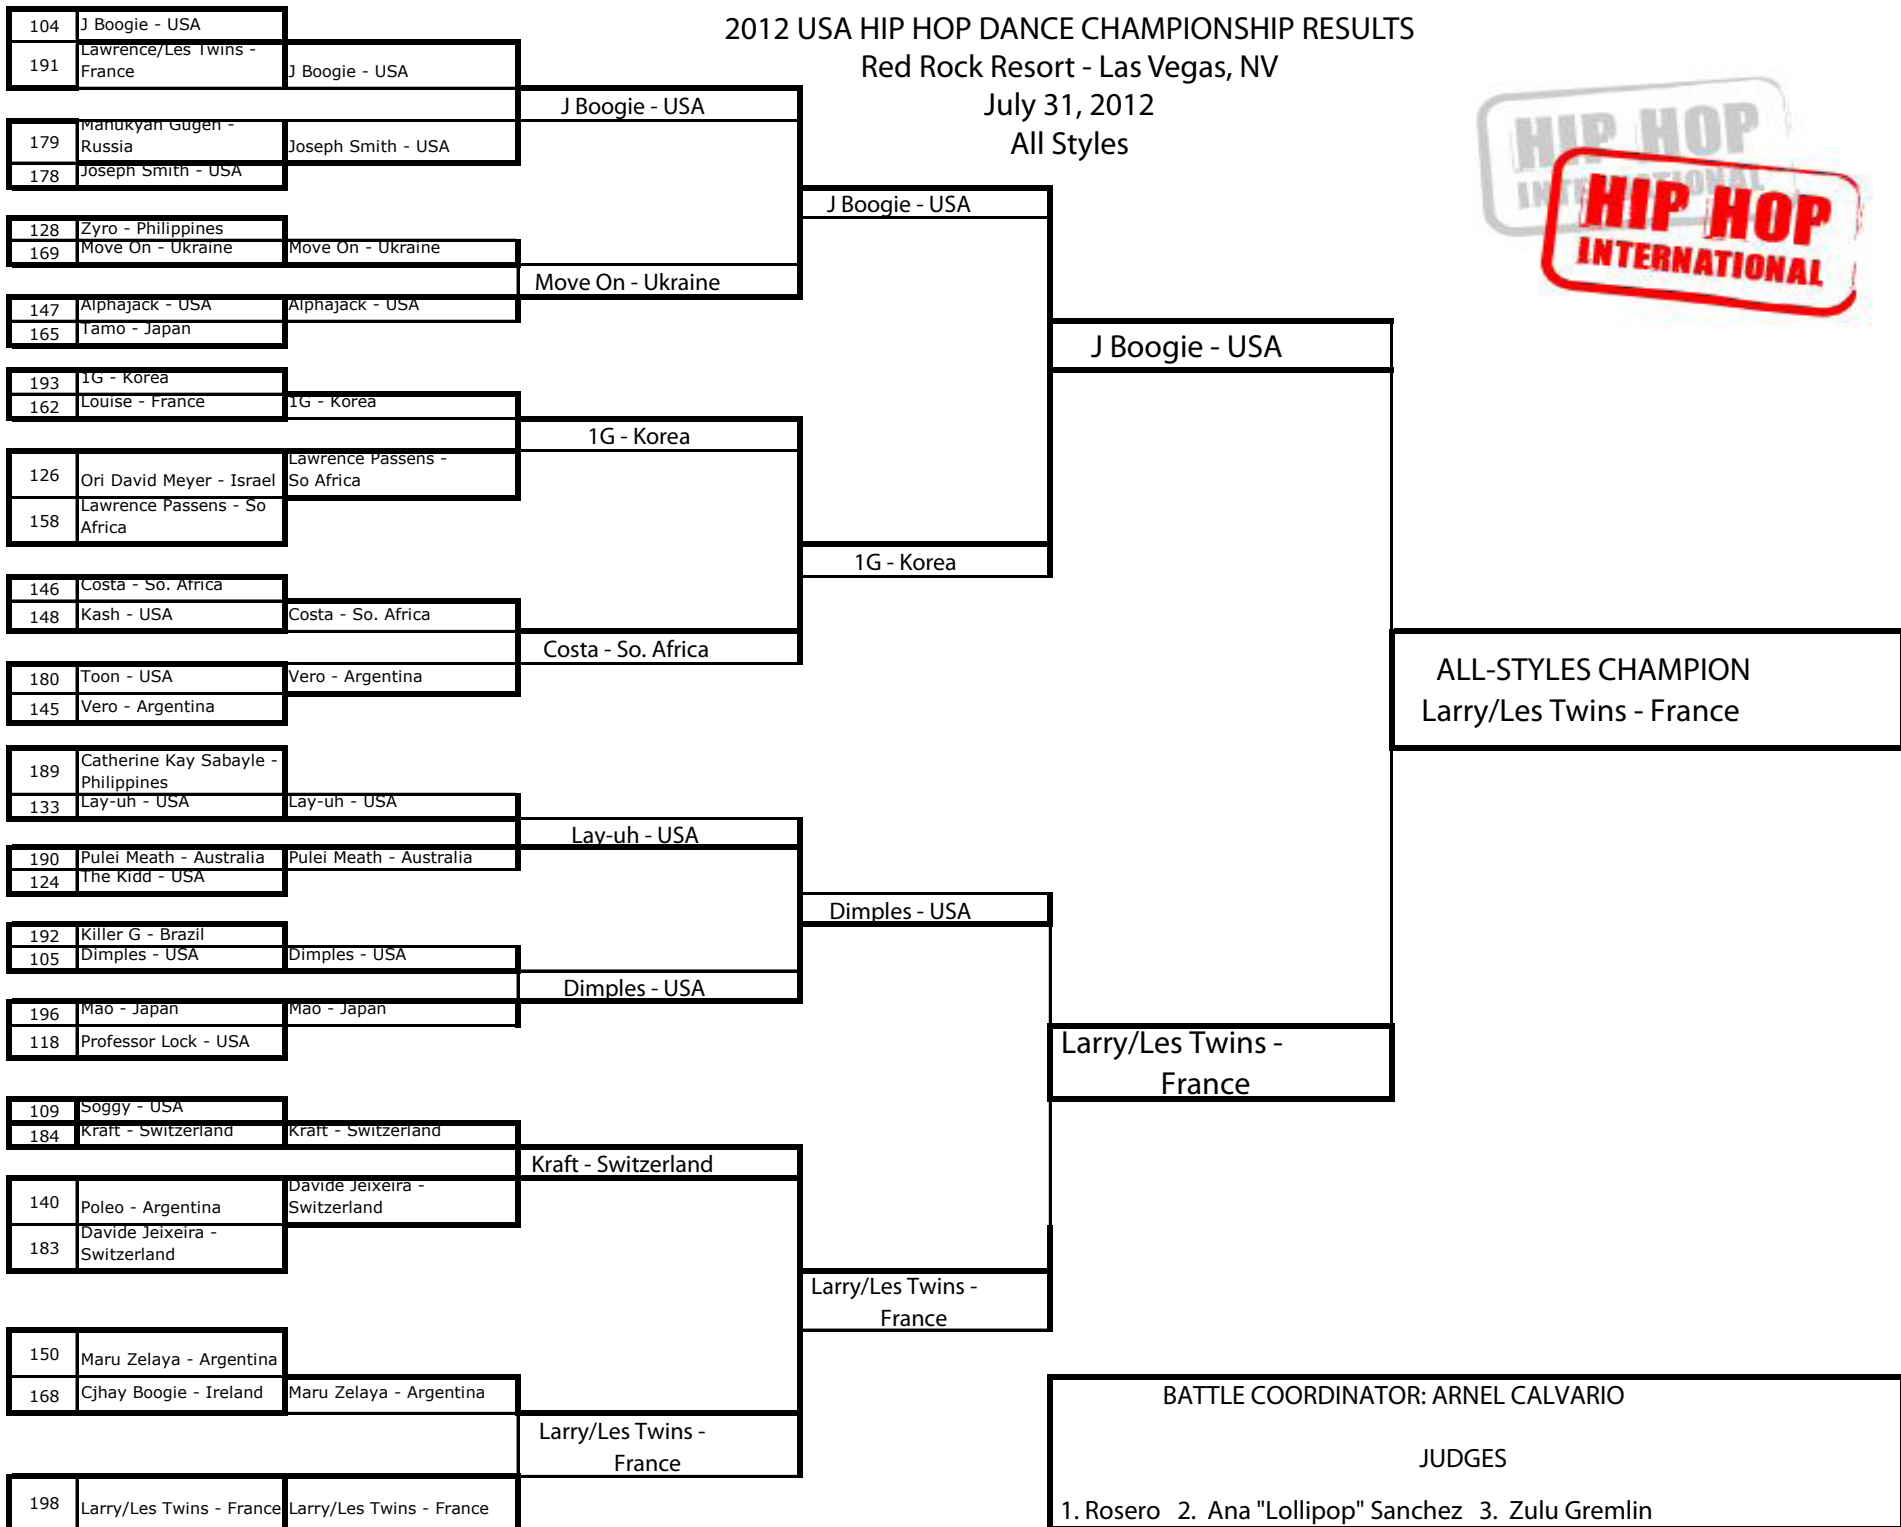 2012 USA HIP HOP DANCE CHAMPIONSHIP RESULTS
Red Rock Resort - Las Vegas, NV
July 31, 2012
All Styles
HIP HOP
INTERNATIONAL
HIP HOP
INTERNATIONAL
104 J Boogie - USA
191 Lawrence/Les Twins -
France
J Boogie - USA
J Boogie - USA
179 Manukyan Gugen -
Russia
Joseph Smith - USA
178 Joseph Smith - USA
J Boogie - USA
128 Zyro - Philippines
169 Move On - Ukraine
Move On - Ukraine
Move On - Ukraine
147 Alphajack - USA
Alphajack - USA
165 Tamo - Japan
J Boogie - USA
193 1G - Korea
162 Louise - France
1G - Korea
1G - Korea
126 Ori David Meyer - Israel
Lawrence Passens -
So Africa
158 Lawrence Passens - So
Africa
1G - Korea
146 Costa - So. Africa
148 Kash - USA
Costa - So. Africa
Costa - So. Africa
180 Toon - USA
Vero - Argentina
145 Vero - Argentina
ALL-STYLES CHAMPION
Larry/Les Twins - France
189 Catherine Kay Sabayle -
Philippines
133 Lay-uh - USA
Lay-uh - USA
Lay-uh - USA
190 Pulei Meath - Australia
Pulei Meath - Australia
124 The Kidd - USA
Dimples - USA
192 Killer G - Brazil
105 Dimples - USA
Dimples - USA
Dimples - USA
196 Mao - Japan
Mao - Japan
118 Professor Lock - USA
Larry/Les Twins -
France
109 Soggy - USA
184 Kraft - Switzerland
Kraft - Switzerland
Kraft - Switzerland
140 Poleo - Argentina
Davide Jeixeira -
Switzerland
183 Davide Jeixeira -
Switzerland
Larry/Les Twins -
France
150 Maru Zelaya - Argentina
168 Cjhay Boogie - Ireland
Maru Zelaya - Argentina
Larry/Les Twins -
France
198 Larry/Les Twins - France
Larry/Les Twins - France
BATTLE COORDINATOR: ARNEL CALVARIO
JUDGES
1. Rosero 2. Ana "Lollipop" Sanchez 3. Zulu Gremlin